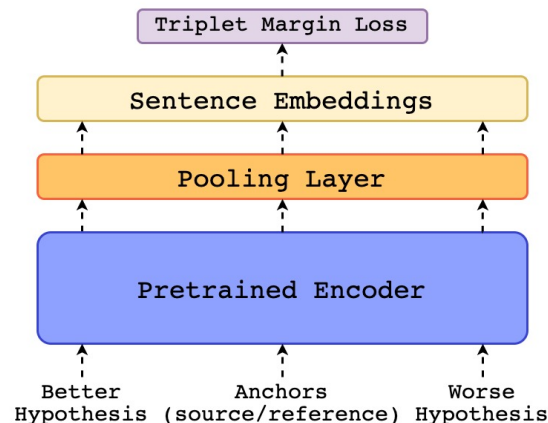 Triplet Margin Loss
Sentence Embeddings
Pooling Layer
Pretrained Encoder
Better Anchors Worse
Hypothesis (source/reference) Hypothesis